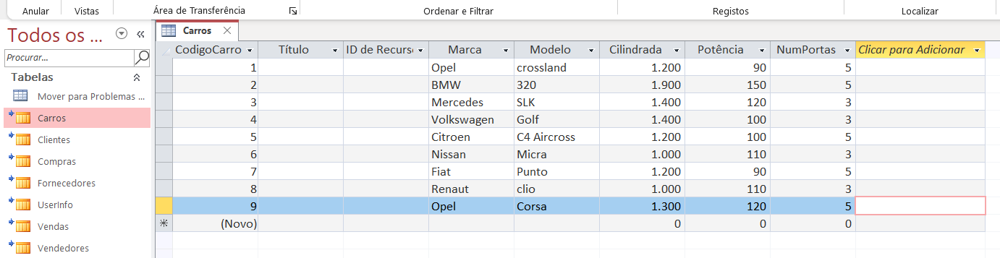 Anular Vistas Área de Transferência Ordenar e Filtrar Registos Localizar
Todos os ...
Procurar...
Tabelas
Mover para Problemas ...
Carros
Clientes
Compras
Fornecedores
UserInfo
Vendas
Vendedores
Carros
CodigoCarro Título ID de Recurso Marca Modelo Cilindrada Potência NumPortas Clicar para Adicionar
1 Opel crossland 1.200 90 5
2 BMW 320 1.900 150 5
3 Mercedes SLK 1.400 120 3
4 Volkswagen Golf 1.400 100 3
5 Citroen C4 Aircross 1.200 100 5
6 Nissan Micra 1.000 110 3
7 Fiat Punto 1.200 90 5
8 Renaut clio 1.000 110 3
9 Opel Corsa 1.300 120 5
(Novo) 0 0 0